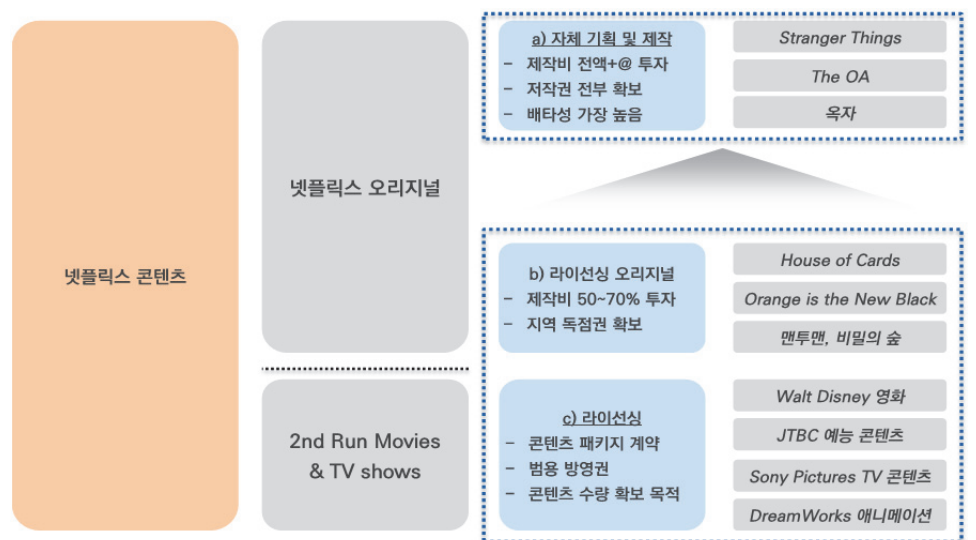 넷플릭스 콘텐츠
넷플릭스 오리지널
a) 자체 기획 및 제작
- 제작비 전액+@ 투자
- 저작권 전부 확보
- 배타성 가장 높음
Stranger Things
The OA
옥자
b) 라이선싱 오리지널
- 제작비 50~70% 투자
- 지역 독점권 확보
House of Cards
Orange is the New Black
맨투맨, 비밀의 숲
2nd Run Movies
& TV shows
c) 라이선싱
- 콘텐츠 패키지 계약
- 범용 방영권
- 콘텐츠 수량 확보 목적
Walt Disney 영화
JTBC 예능 콘텐츠
Sony Pictures TV 콘텐츠
DreamWorks 애니메이션